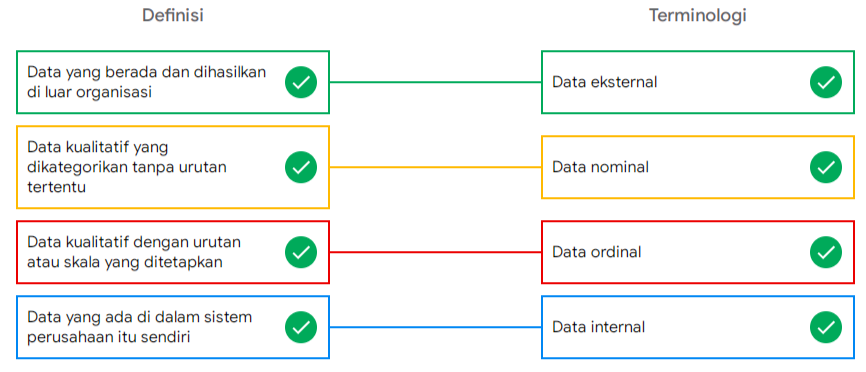 Definisi
Terminologi
Data yang berada dan dihasilkan
di luar organisasi
Data eksternal
Data kualitatif yang
dikategorikan tanpa urutan
tertentu
Data nominal
Data kualitatif dengan urutan
atau skala yang ditetapkan
Data ordinal
Data yang ada di dalam sistem
perusahaan itu sendiri
Data internal